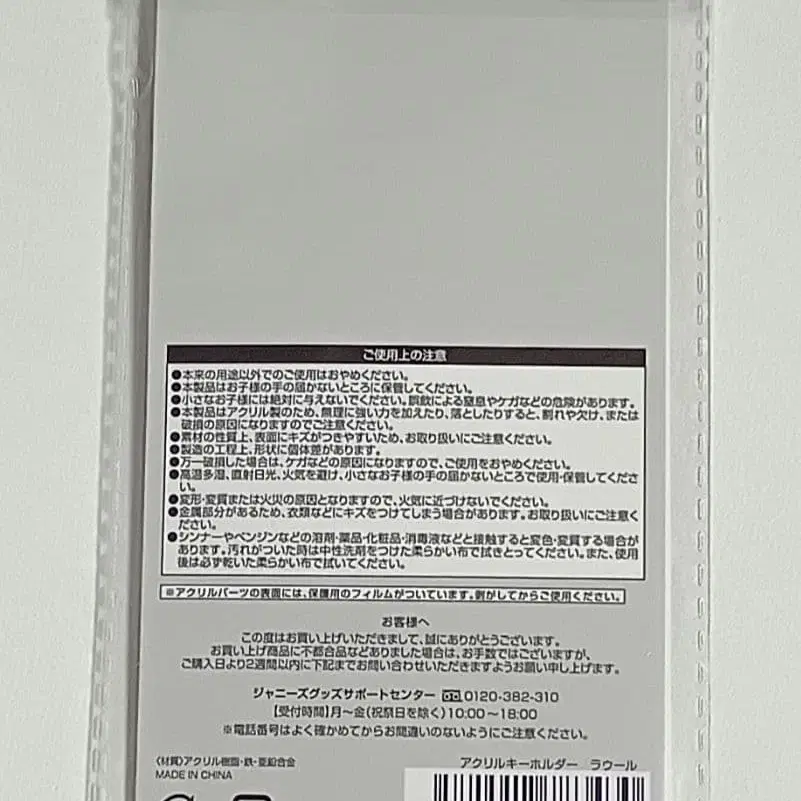 ご使用上の注意
●本来の用途以外でのご使用はおやめください。
●本製品はお子様の手の届かないところに保管してください。
●小さなお子様には絶対に与えないでください。誤飲による窒息やケガなどの危険があります。
●本製品はアクリル製のため、無理に強い力を加えたり、落としたりすると、割れや欠け、または
破損の原因になりますのでご注意ください。
●素材の性質上、表面にキズがつきやすいため、お取り扱いにご注意ください。
●製造の工程上、形状に個体差があります。
●万一破損した場合は、ケガなどの原因になりますので、ご使用をおやめください。
●高温多湿、直射日光、火気を避け、小さなお子様の手の届かないところで使用・保管してくださ
い。
●変形・変質または火災の原因となりますので、火気に近づけないでください。
●金属部分があるため、衣類などにキズをつけてしまう場合があります。お取り扱いにご注意く
ださい。
●シンナーやベンジンなどの溶剤・薬品・化粧品・消毒液などと接触すると変色・変質する場合が
あります。汚れがついた時は中性洗剤をつけた柔らかい布で拭きとってください。また、使用
後は必ず乾いた柔らかい布で拭いてください。
※アクリルパーツの表面には、保護用のフィルムがついています。剥がしてからご使用ください。
お客様へ
この度はお買い上げいただきまして、誠にありがとうございます。
お買い上げ商品に不都合品などありました場合は、お手数ではございますが、
ご購入日より2週間以内に下記までお問い合わせいただきますようお願い申し上げます。
ジャニーズグッズサポートセンター 0120-382-310
【受付時間】月～金(祝祭日を除く)10:00～18:00
※電話番号はよく確かめてからお間違いのないようにご注意ください。
〈材質〉アクリル樹脂・鉄・亜鉛合金
MADE IN CHINA
アクリルキーホルダー ラウール